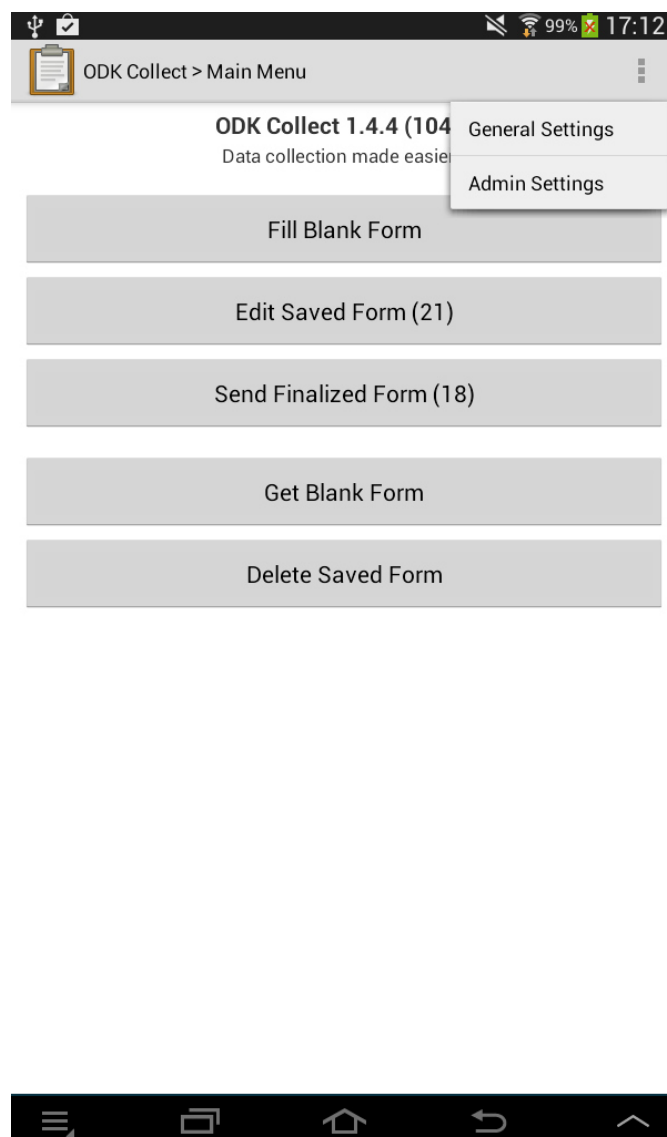 99% 17:12
ODK Collect > Main Menu
ODK Collect 1.4.4 (104
General Settings
Data collection made easie
Admin Settings
Fill Blank Form
Edit Saved Form (21)
Send Finalized Form (18)
Get Blank Form
Delete Saved Form